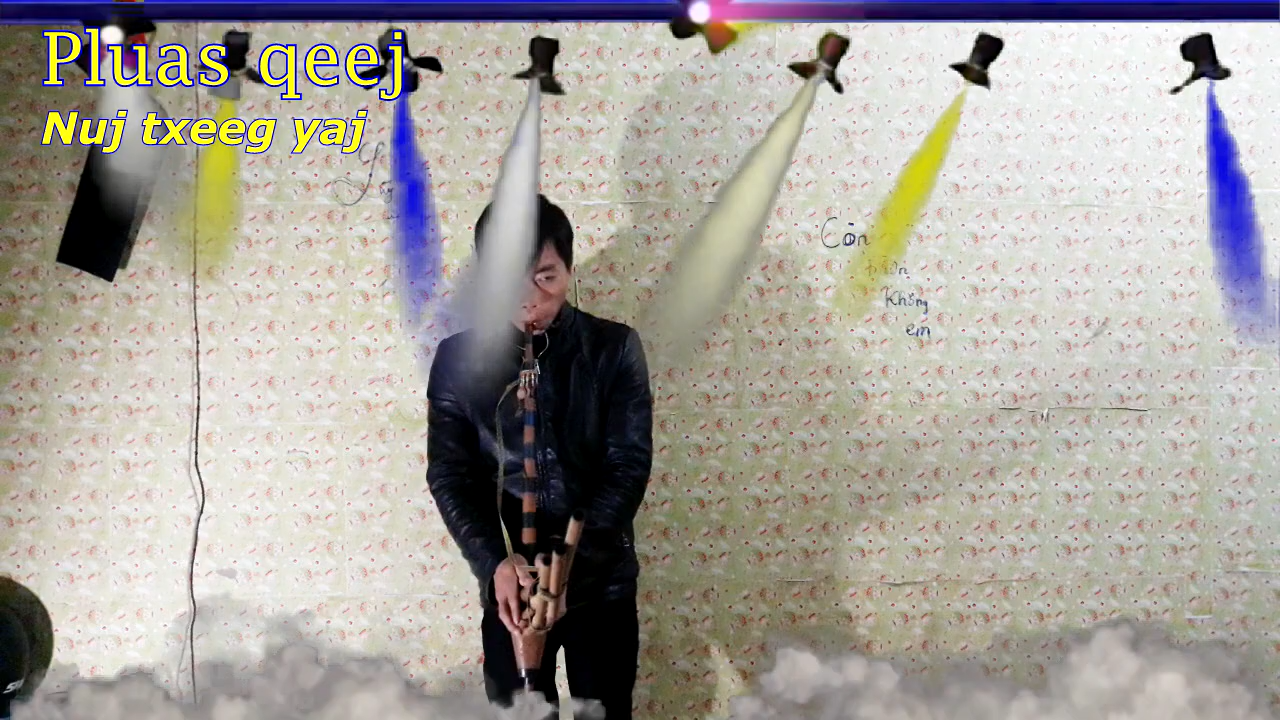 Pluas qeej
Nuj txeeg yaj
Còn
không
em